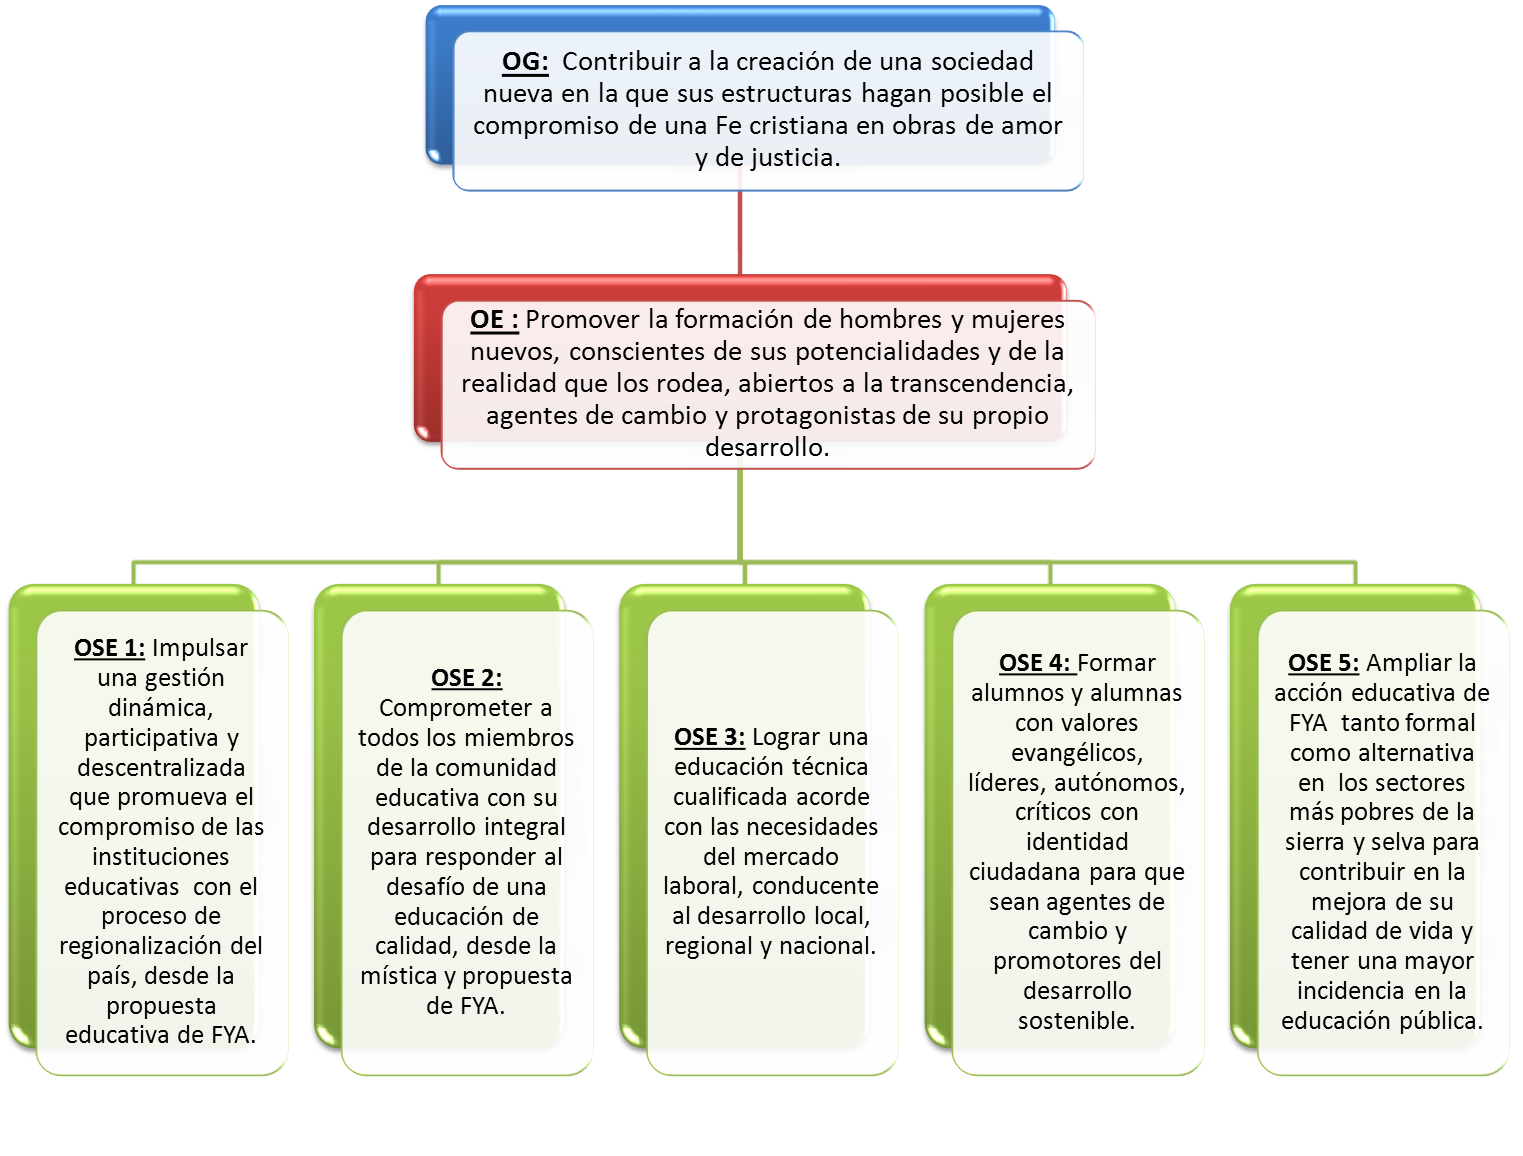 OG: Contribuir a la creación de una sociedad
nueva en la que sus estructuras hagan posible el
compromiso de una Fe cristiana en obras de amor
y de justicia.
OE : Promover la formación de hombres y mujeres
nuevos, conscientes de sus potencialidades y de la
realidad que los rodea, abiertos a la transcendencia,
agentes de cambio y protagonistas de su propio
desarrollo.
OSE 1: Impulsar
una gestión
dinámica,
participativa y
descentralizada
que promueva el
compromiso de las
instituciones
educativas con el
proceso de
regionalización del
país, desde la
propuesta
educativa de FYA.
OSE 2:
Comprometer a
todos los miembros
de la comunidad
educativa con su
desarrollo integral
para responder al
desafío de una
educación de
calidad, desde la
mística y propuesta
de FYA.
OSE 3: Lograr una
educación técnica
cualificada acorde
con las necesidades
del mercado
laboral, conducente
al desarrollo local,
regional y nacional.
OSE 4: Formar
alumnos y alumnas
con valores
evangélicos,
líderes, autónomos,
críticos con
identidad
ciudadana para que
sean agentes de
cambio y
promotores del
desarrollo
sostenible.
OSE 5: Ampliar la
acción educativa de
FYA tanto formal
como alternativa
en los sectores
más pobres de la
sierra y selva para
contribuir en la
mejora de su
calidad de vida y
tener una mayor
incidencia en la
educación pública.